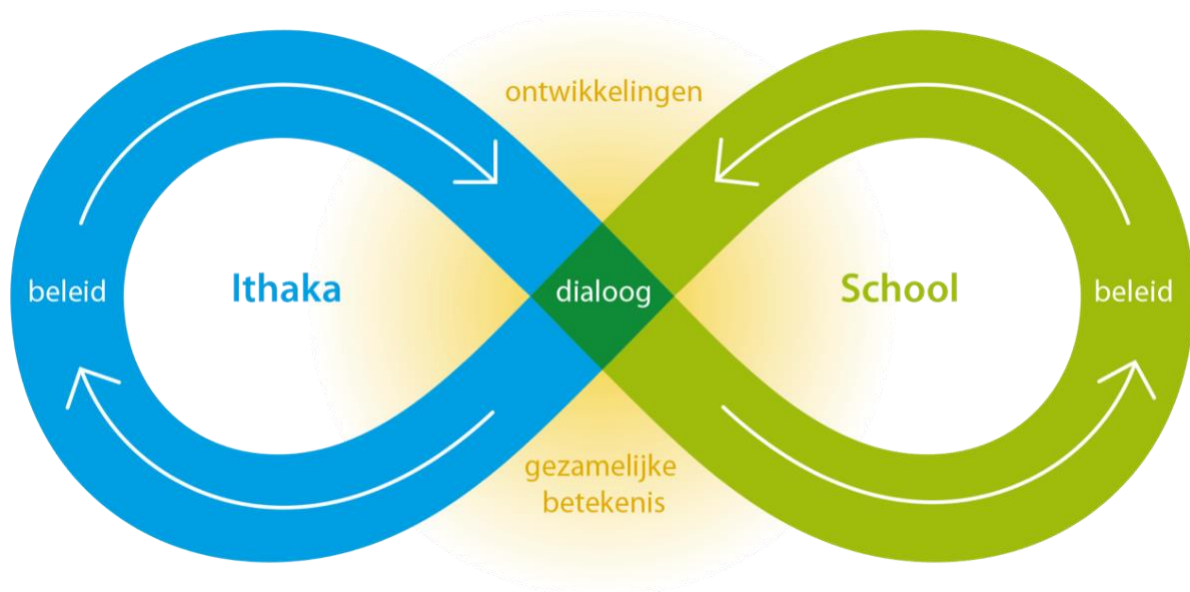 ontwikkelingen
beleid
Ithaka
dialoog
School
beleid
gezamelijke
betekenis